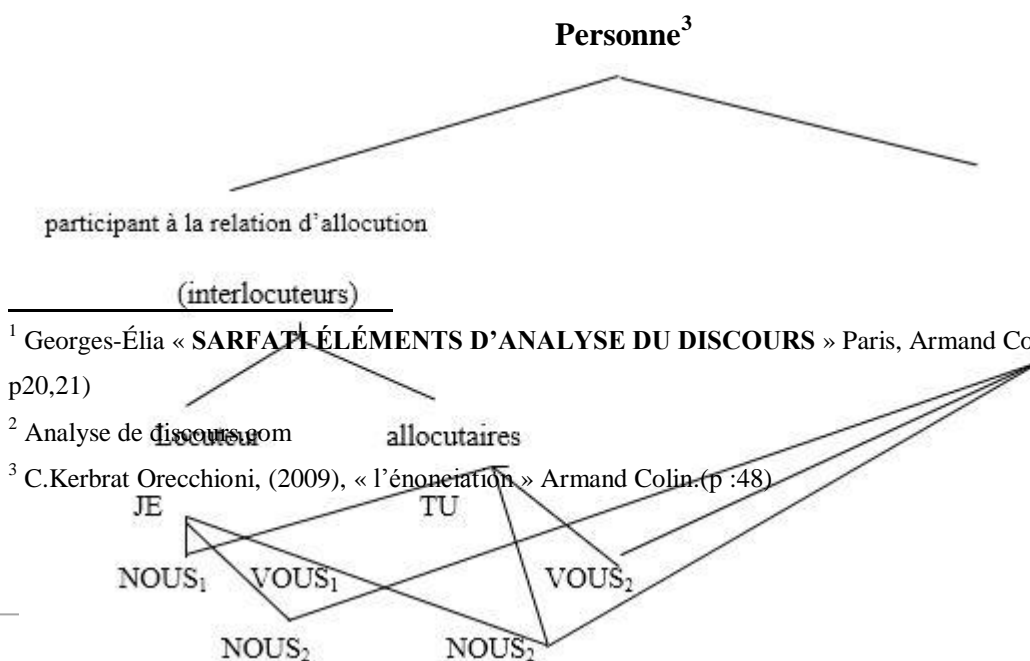 Personne³
participant à la relation d'allocution
(interlocuteurs)
¹ Georges-Élia « SARFATI ÉLÉMENTS D'ANALYSE DU DISCOURS » Paris, Armand Co
p20,21)
² Analyse de discours.com
Locuteur allocutaires
³ C.Kerbrat Orecchioni, (2009), « l'énonciation » Armand Colin.(p :48)
JE TU
NOUS₁ VOUS₁ VOUS₂
NOUS₂ NOUS₂